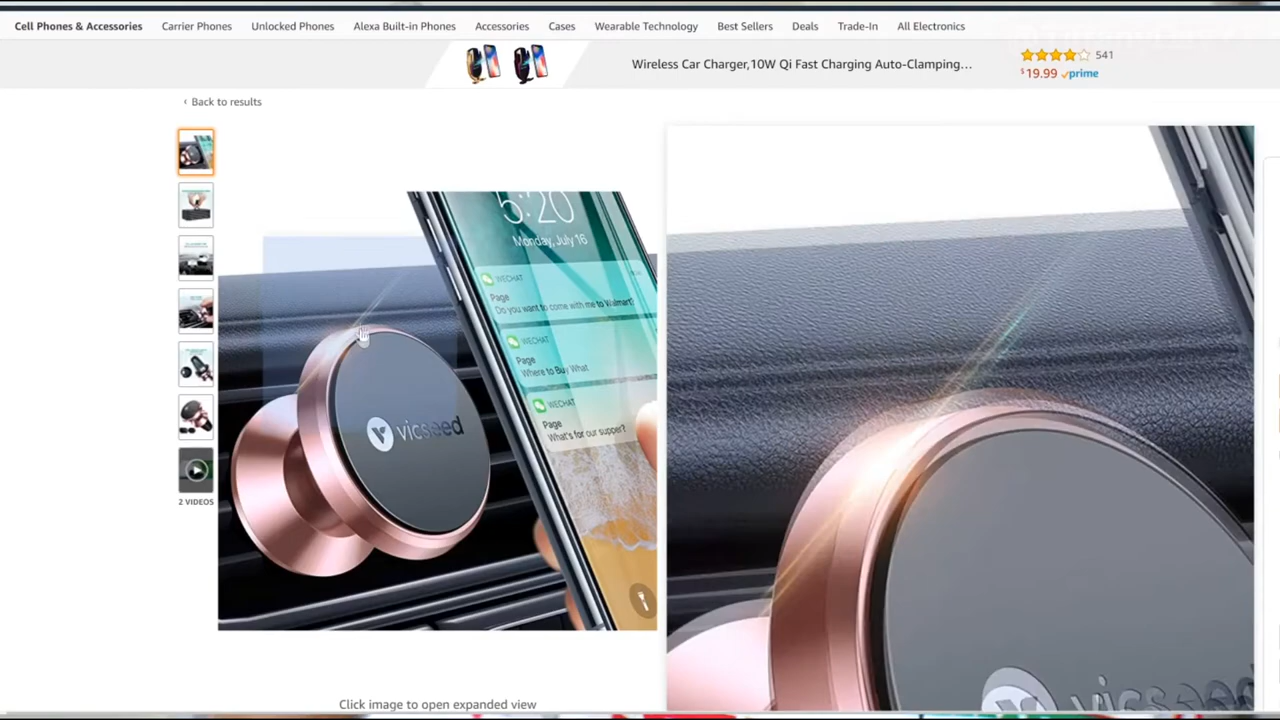 Cell Phones & Accessories Carrier Phones Unlocked Phones Alexa Built-in Phones Accessories Cases Wearable Technology Best Sellers Deals Trade-In All Electronics
Wireless Car Charger,10W Qi Fast Charging Auto-Clamping...
541
$19.99 prime
‹ Back to results
5:20
Monday, July 16
WECHAT
Page
Do you want to come with me to Walmart?
WECHAT
Page
Where to Buy What
WECHAT
Page
What's for our supper?
vicseed
2 VIDEOS
vicseed
Click image to open expanded view